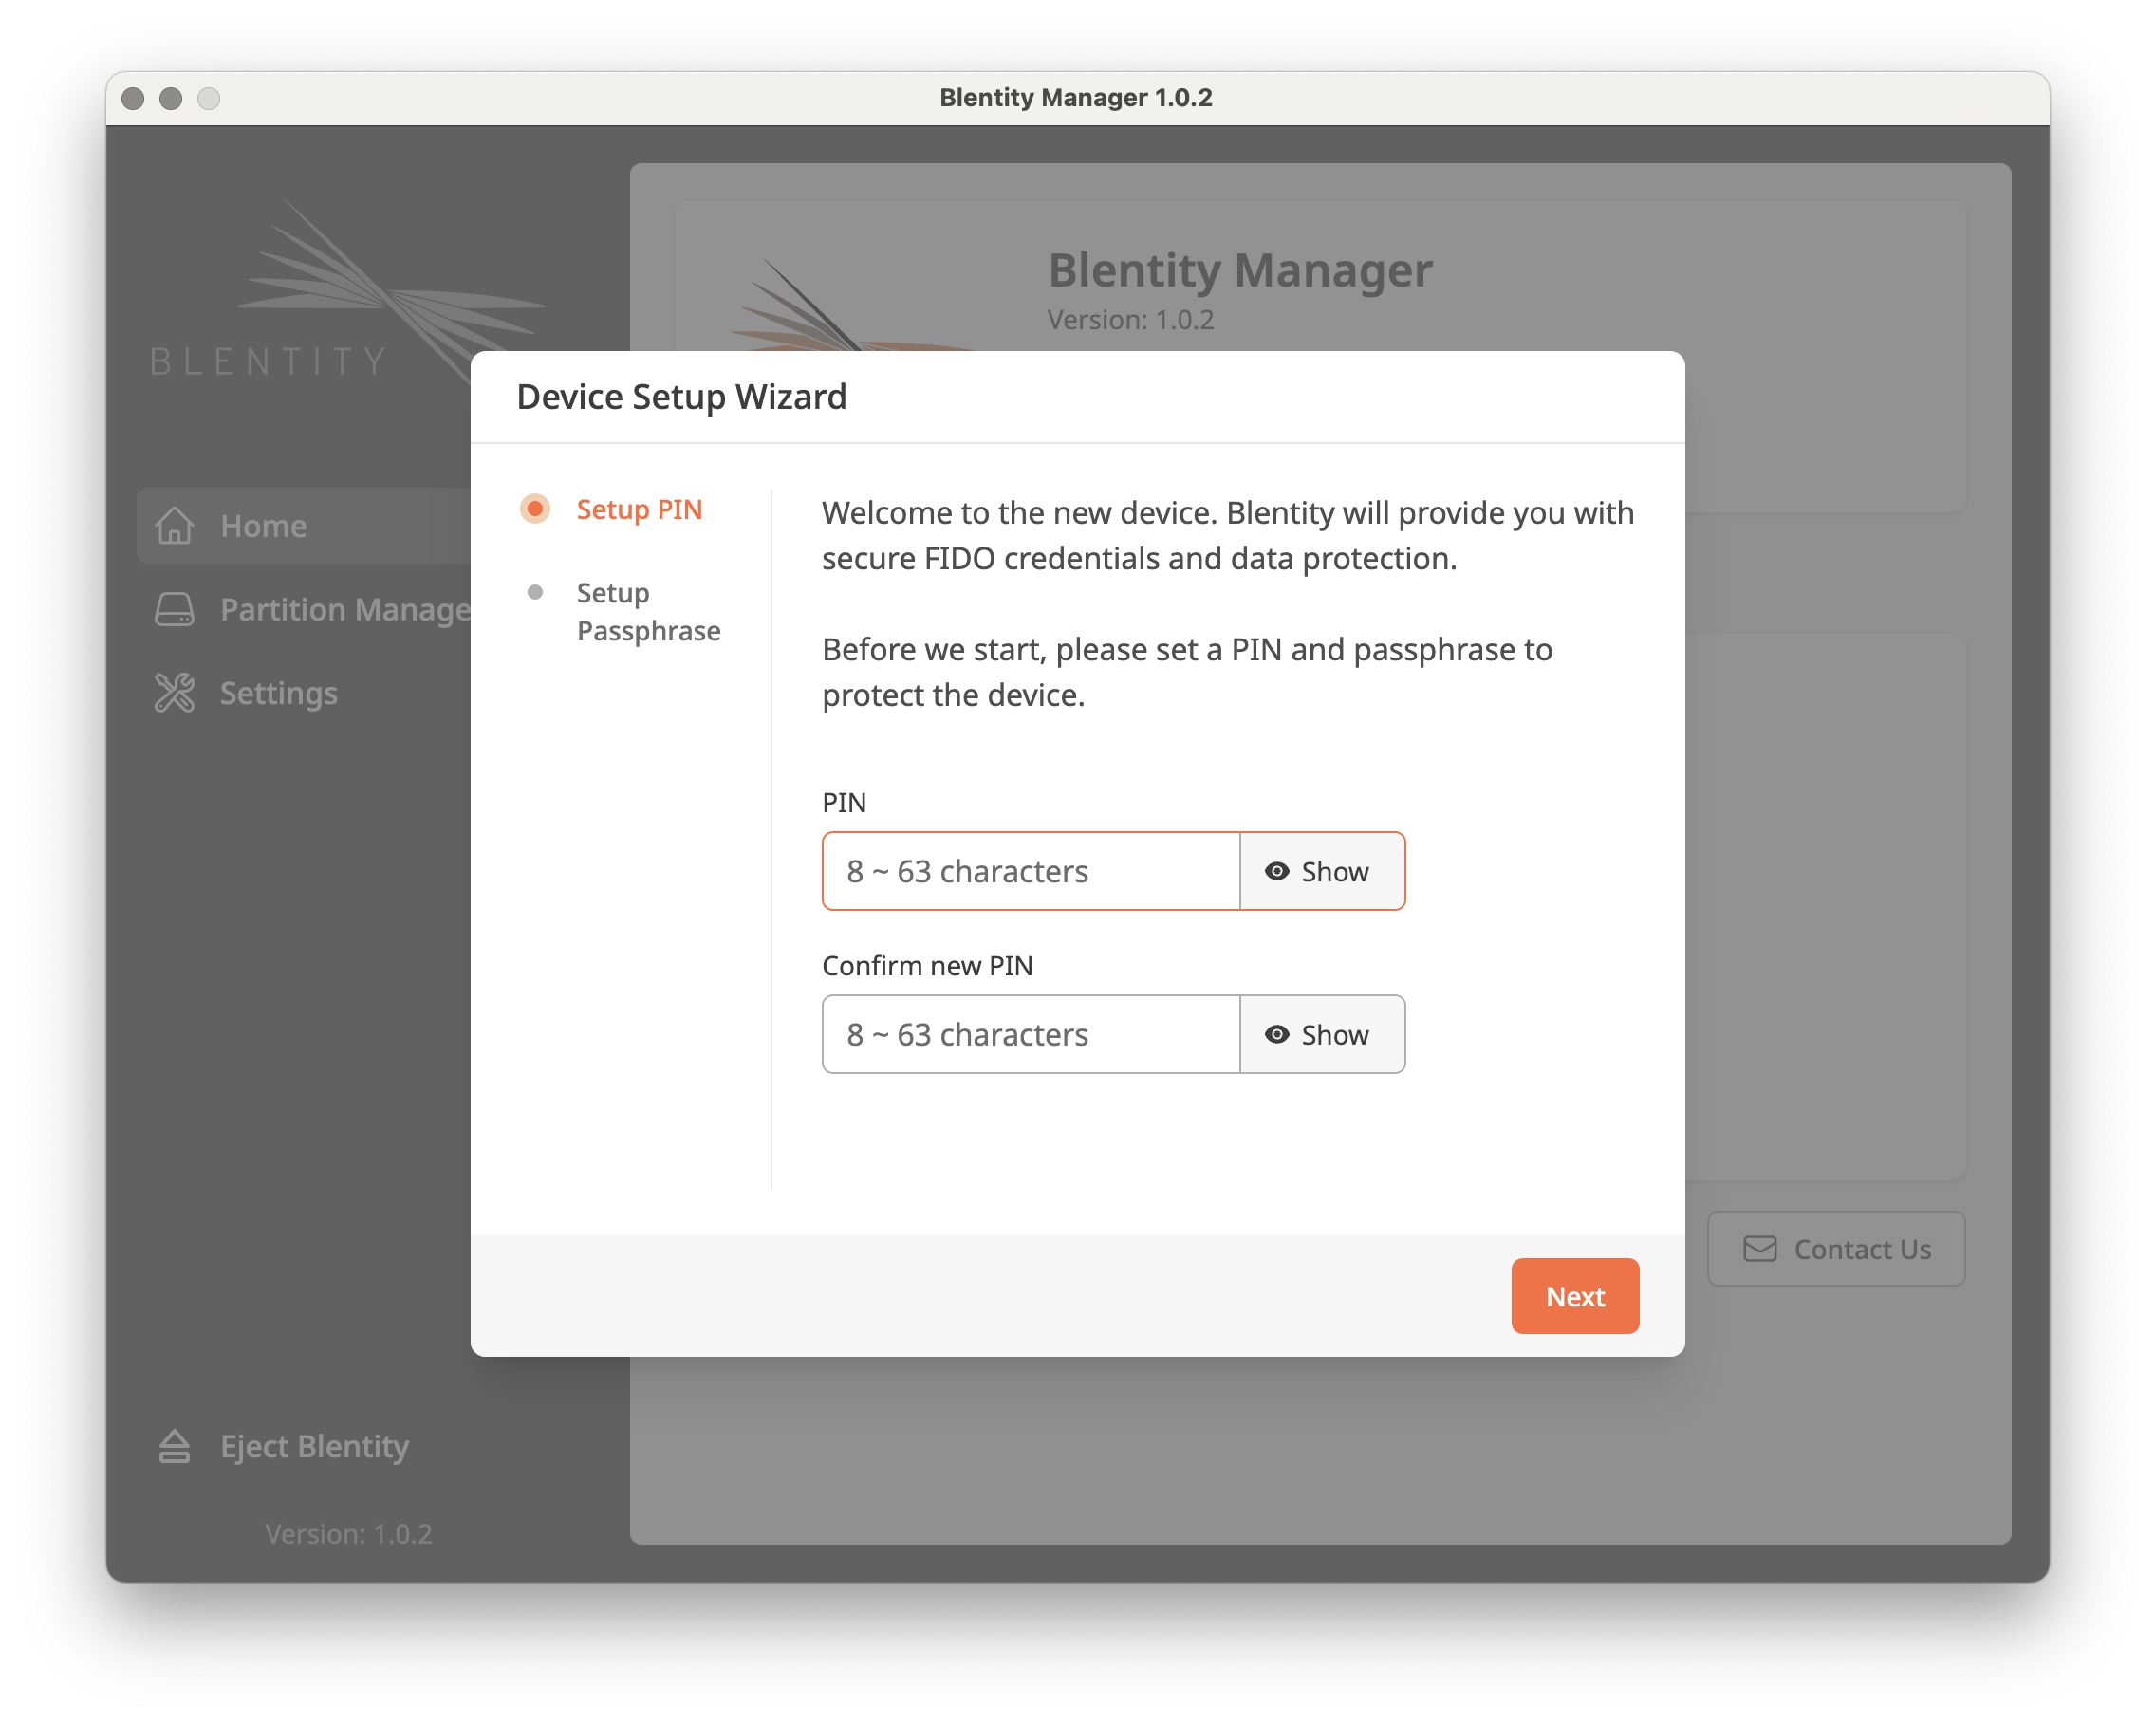 Blentity Manager 1.0.2
BLENTITY
Home
Partition Manage
Settings
Eject Blentity
Version: 1.0.2
Blentity Manager
Version: 1.0.2
Device Setup Wizard
Setup PIN
Setup
Passphrase
Welcome to the new device. Blentity will provide you with
secure FIDO credentials and data protection.
Before we start, please set a PIN and passphrase to
protect the device.
PIN
8 ~ 63 characters
Show
Confirm new PIN
8 ~ 63 characters
Show
Next
Contact Us